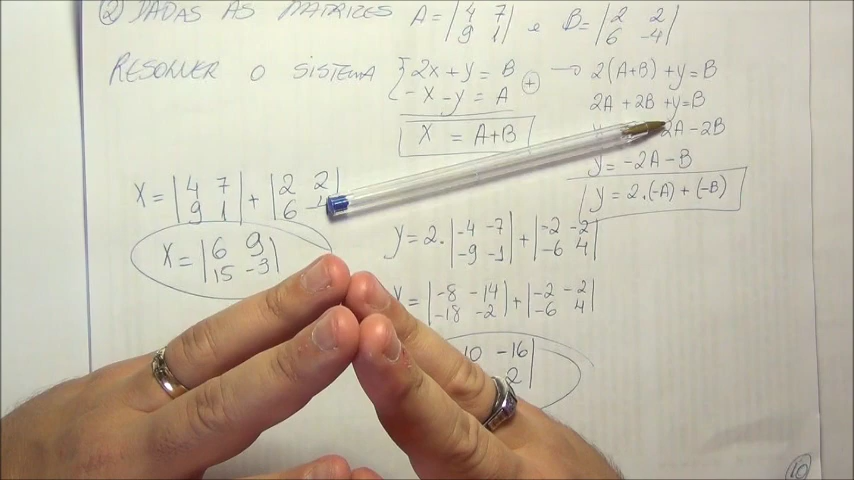 ② DADAS AS MATRIZES A = |4 7| e B = |2 2|
|9 1| |6 -4|
RESOLVER O SISTEMA { 2x + y = B (+) → 2(A+B) + y = B
-x - y = A 2A + 2B + y = B
X = A+B 2A - 2B
y = -2A - B
y = 2.(-A) + (-B)
X = |4 7| + |2 2|
|9 1| |6
X = |6 9|
|15 -3|
y = 2. |-4 -7| + |-2 -2|
|-9 -1| |-6 4|
= |-8 -14| + |-2 -2|
|-18 -2| |-6 4|
10 -16|
2|
10